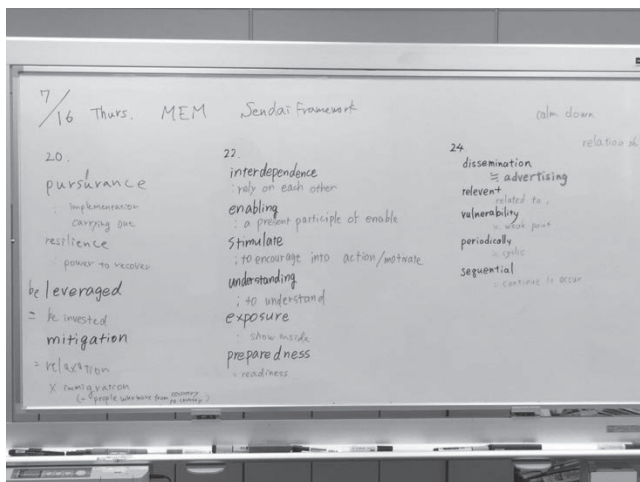 7/16 Thurs. MEM Sendai Framework
calm down
20.
pursurance
: implementation
carrying out
resilience
: power to recover
be leveraged
= be invested
mitigation
= relaxation
× immigration
(= people who move from country to country)
22.
interdependence
: rely on each other
enabling
: a present participle of enable
stimulate
; to encourage into action/motivate
understanding
; to understand
exposure
: show inside
preparedness
= readiness
relation
24
dissemination
≒ advertising
relevent
related to,
vulnerability
= weak point
periodically
= cyclic
sequential
= continue to occur